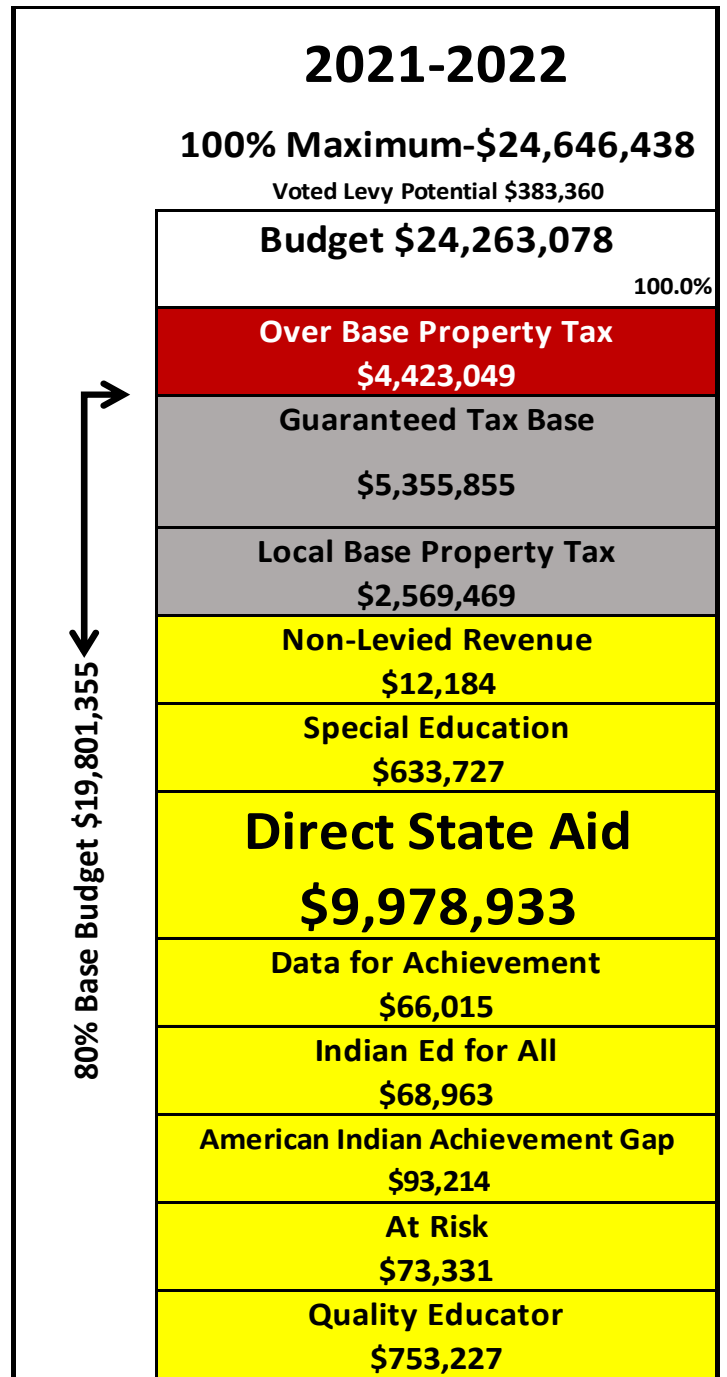 2021-2022
100% Maximum-$24,646,438
Voted Levy Potential $383,360
Budget $24,263,078
100.0%
Over Base Property Tax
$4,423,049
Guaranteed Tax Base
$5,355,855
Local Base Property Tax
$2,569,469
Non-Levied Revenue
$12,184
Special Education
$633,727
Direct State Aid
$9,978,933
Data for Achievement
$66,015
Indian Ed for All
$68,963
American Indian Achievement Gap
$93,214
At Risk
$73,331
Quality Educator
$753,227
80% Base Budget $19,801,355